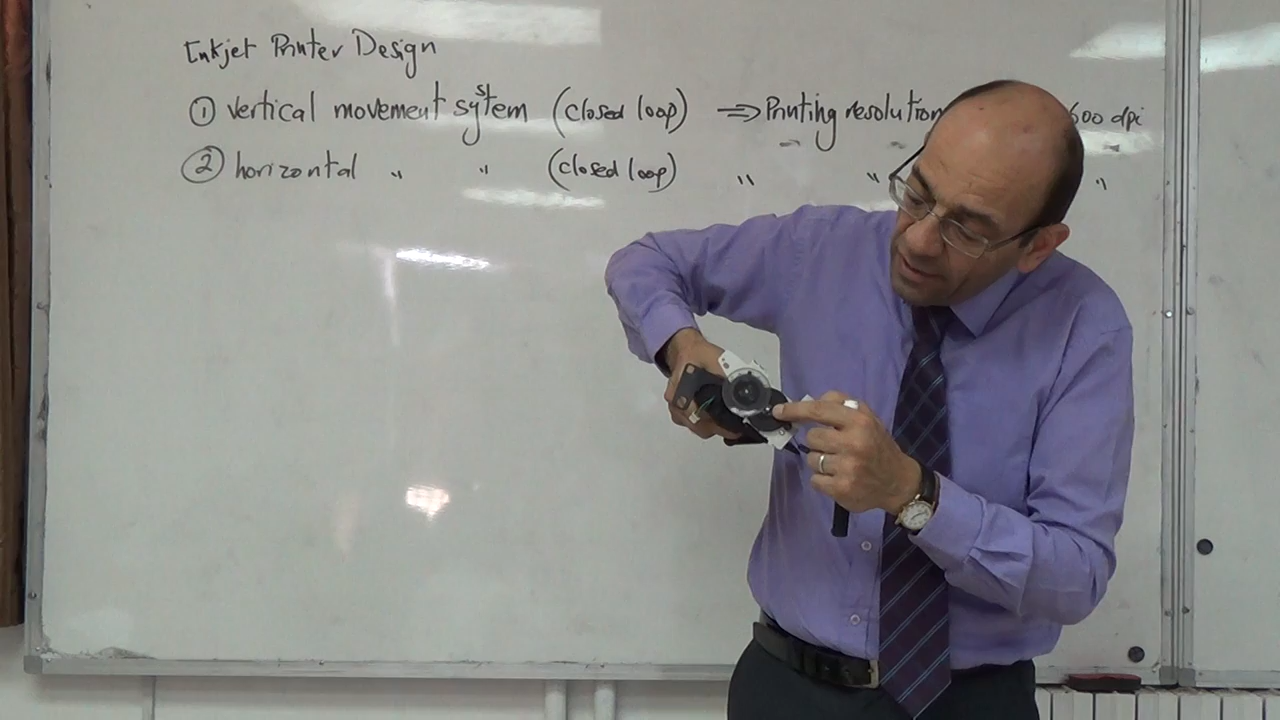 Inkjet Printer Design
① vertical movement system (closed loop) ⇒ Printing resolution 600 dpi
② horizontal " " (closed loop) " " "